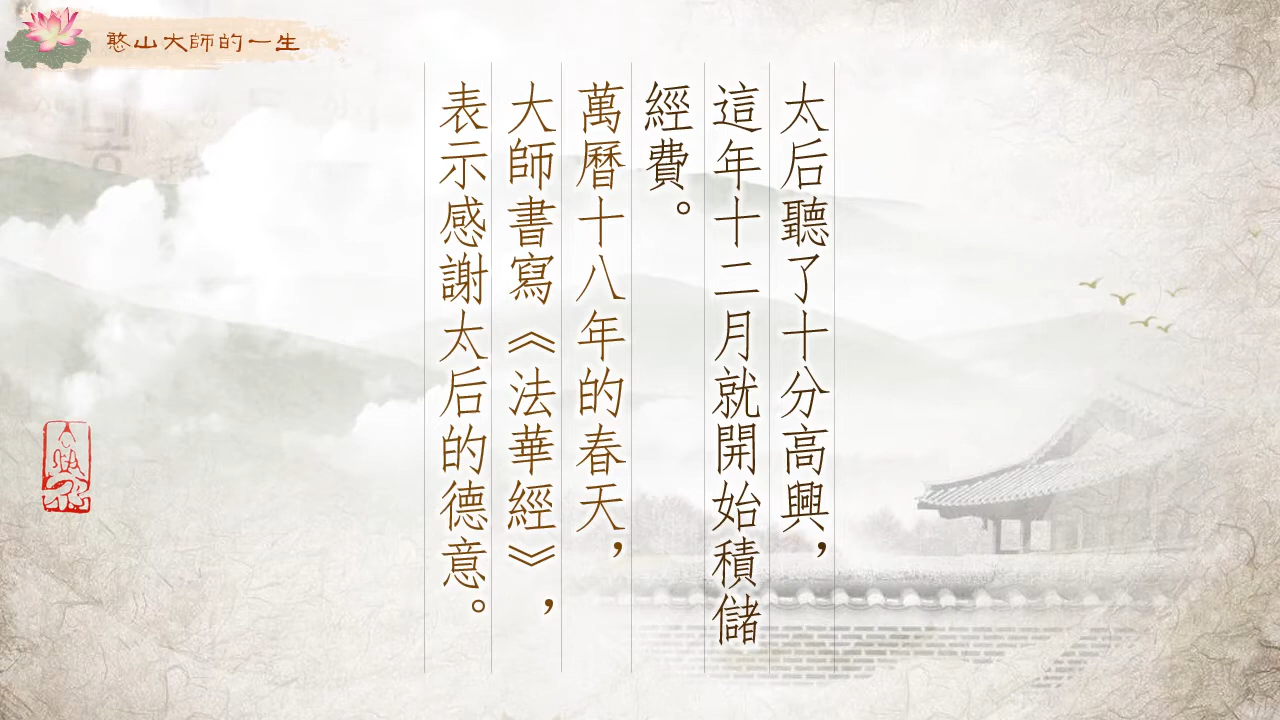 憨山大師的一生
太后聽了十分高興，
這年十二月就開始積儲
經費。
萬曆十八年的春天，
大師書寫《法華經》，
表示感謝太后的德意。